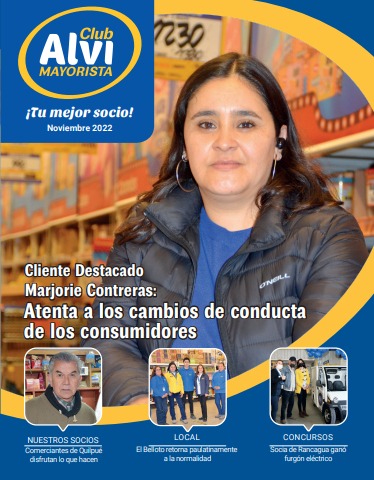 Club
Alvi
MAYORISTA
¡Tu mejor socio!
Noviembre 2022
7230
O'NEILL
Cliente Destacado
Marjorie Contreras:
Atenta a los cambios de conducta
de los consumidores
NUESTROS SOCIOS
Comerciantes de Quilpué
disfrutan lo que hacen
LOCAL
El Belloto retoma paulatinamente
a la normalidad
CONCURSOS
Socia de Rancagua ganó
furgón eléctrico